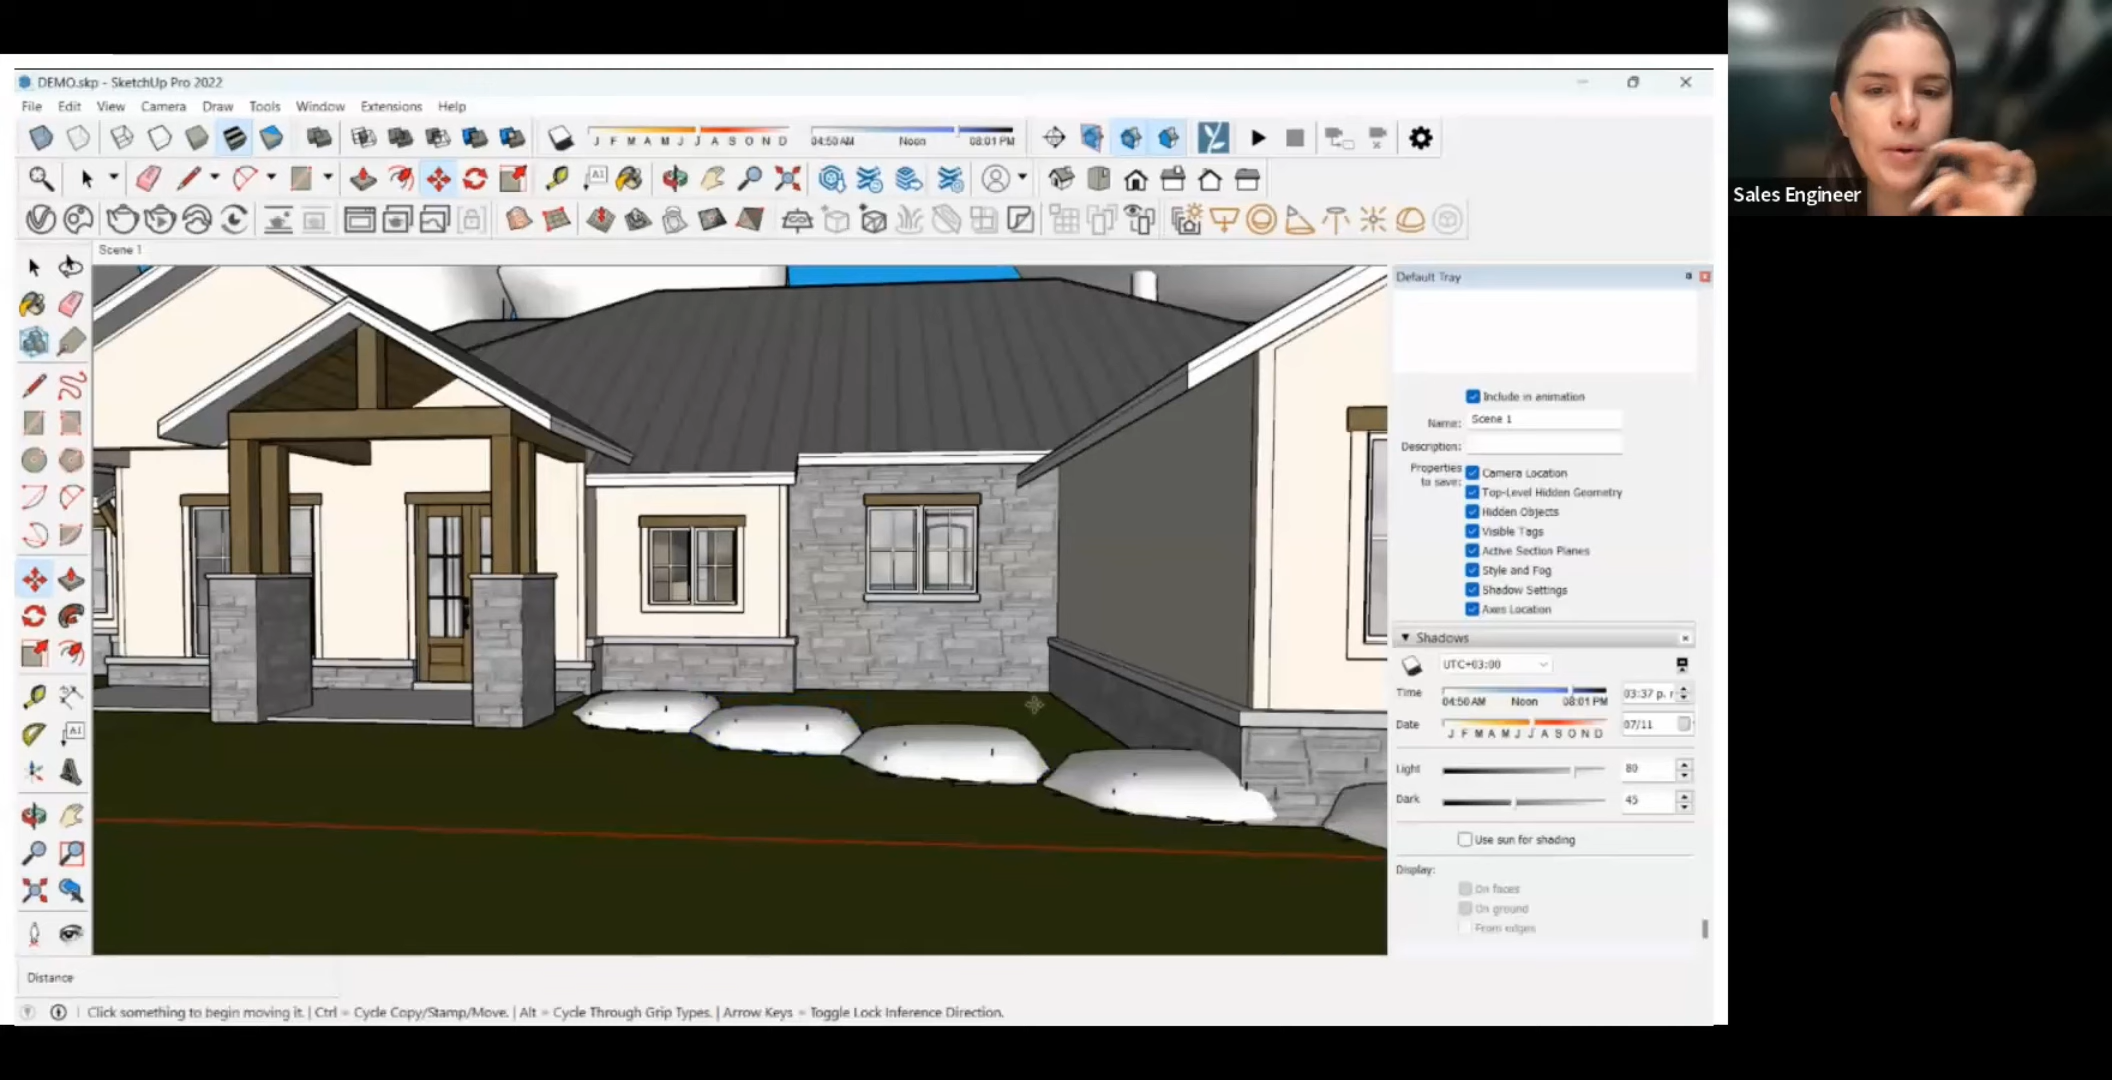 DEMO.skp - SketchUp Pro 2022
File Edit View Camera Draw Tools Window Extensions Help
J F M A M J J A S O N D
04:50 AM Noon 08:01 PM
Sales Engineer
Scene 1
Default Tray
Include in animation
Name: Scene 1
Description:
Properties to save:
Camera Location
Top-Level Hidden Geometry
Hidden Objects
Visible Tags
Active Section Planes
Style and Fog
Shadow Settings
Axes Location
Shadows
UTC+03:00
Time 03:37 p. r
04:50 AM Noon 08:01 PM
Date 07/11
J F M A M J J A S O N D
Light 80
Dark 45
Use sun for shading
Display:
On faces
On ground
From edges
Distance
Click something to begin moving it. | Ctrl = Cycle Copy/Stamp/Move. | Alt = Cycle Through Grip Types. | Arrow Keys = Toggle Lock Inference Direction.